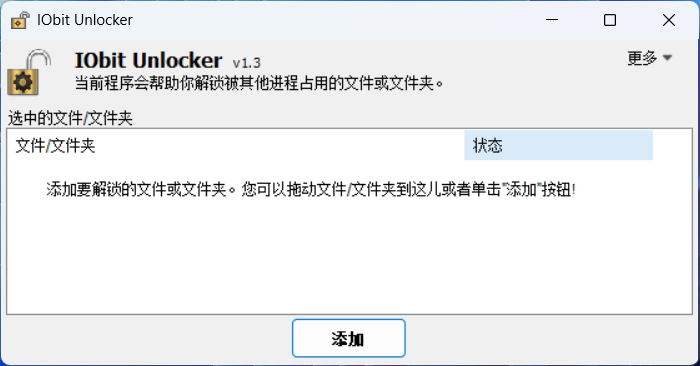 IObit Unlocker
IObit Unlocker v1.3
更多
当前程序会帮助你解锁被其他进程占用的文件或文件夹。
选中的文件/文件夹
文件/文件夹 状态
添加要解锁的文件或文件夹。您可以拖动文件/文件夹到这儿或者单击"添加"按钮!
添加